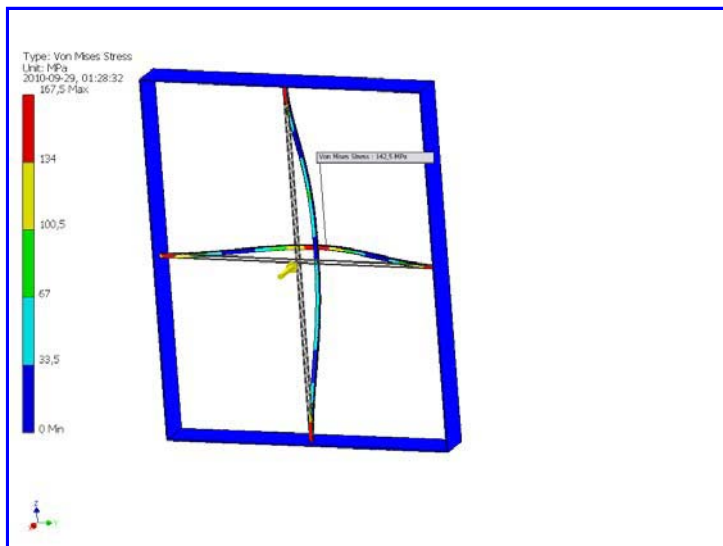 Type: Von Mises Stress
Unit: MPa
2010-09-29, 01:28:32
167,5 Max
134
100,5
67
33,5
0 Min
Von Mises Stress : 142,5 MPa
Z
Y